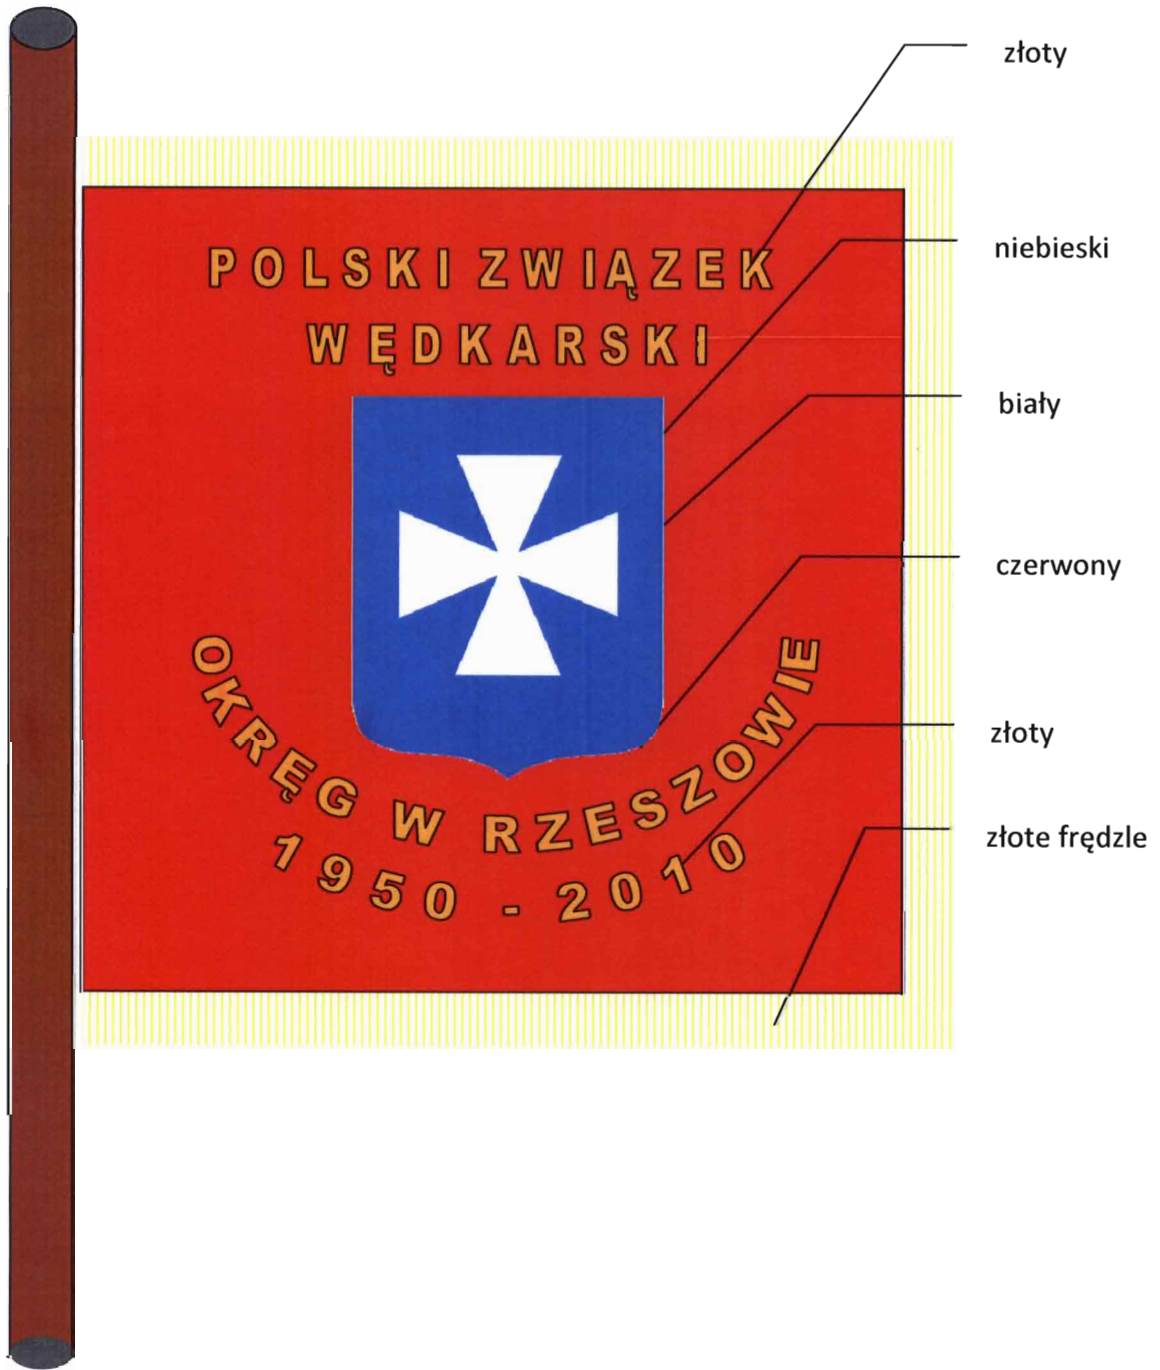 złoty
niebieski
biały
czerwony
złoty
złote frędzle
POLSKI ZWIĄZEK
WĘDKARSKI
OKRĘG W RZESZOWIE
1950 - 2010